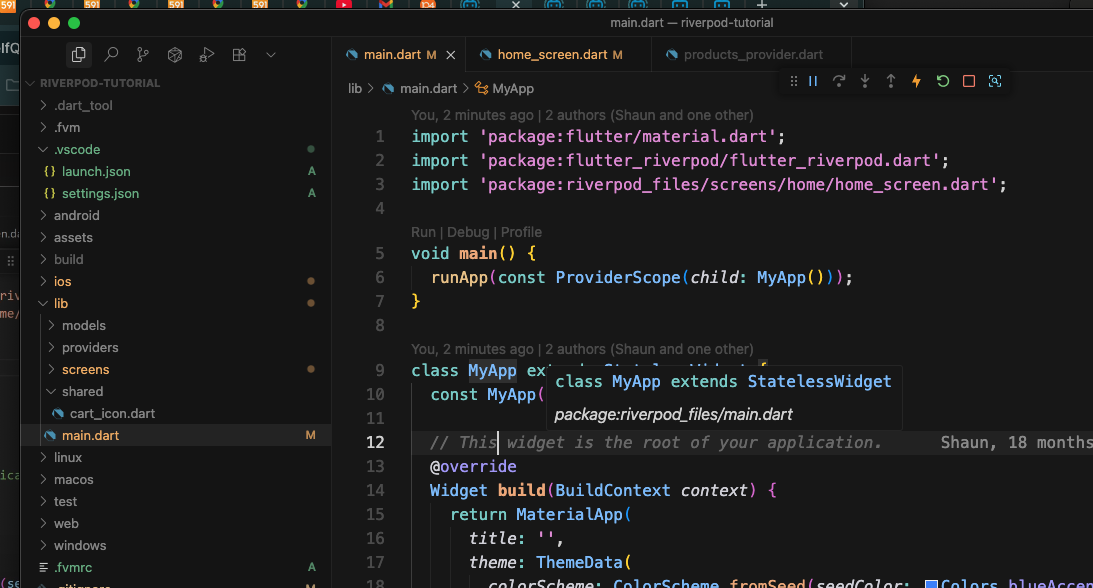 main.dart — riverpod-tutorial
main.dart M
home_screen.dart M
products_provider.dart
RIVERPOD-TUTORIAL
.dart_tool
.fvm
.vscode
{} launch.json A
{} settings.json A
android
assets
build
ios
lib
models
providers
screens
shared
cart_icon.dart
main.dart M
linux
macos
test
web
windows
.fvmrc A
.gitignore M
lib > main.dart > MyApp
You, 2 minutes ago | 2 authors (Shaun and one other)
1 import 'package:flutter/material.dart';
2 import 'package:flutter_riverpod/flutter_riverpod.dart';
3 import 'package:riverpod_files/screens/home/home_screen.dart';
4
Run | Debug | Profile
5 void main() {
6 runApp(const ProviderScope(child: MyApp()));
7 }
8
You, 2 minutes ago | 2 authors (Shaun and one other)
9 class MyApp ex
class MyApp extends StatelessWidget
package:riverpod_files/main.dart
10 const MyApp(
11
12 // This widget is the root of your application. Shaun, 18 months
13 @override
14 Widget build(BuildContext context) {
15 return MaterialApp(
16 title: '',
17 theme: ThemeData(
18 colorScheme: ColorScheme.fromSeed(seedColor: Colors.blueAccen